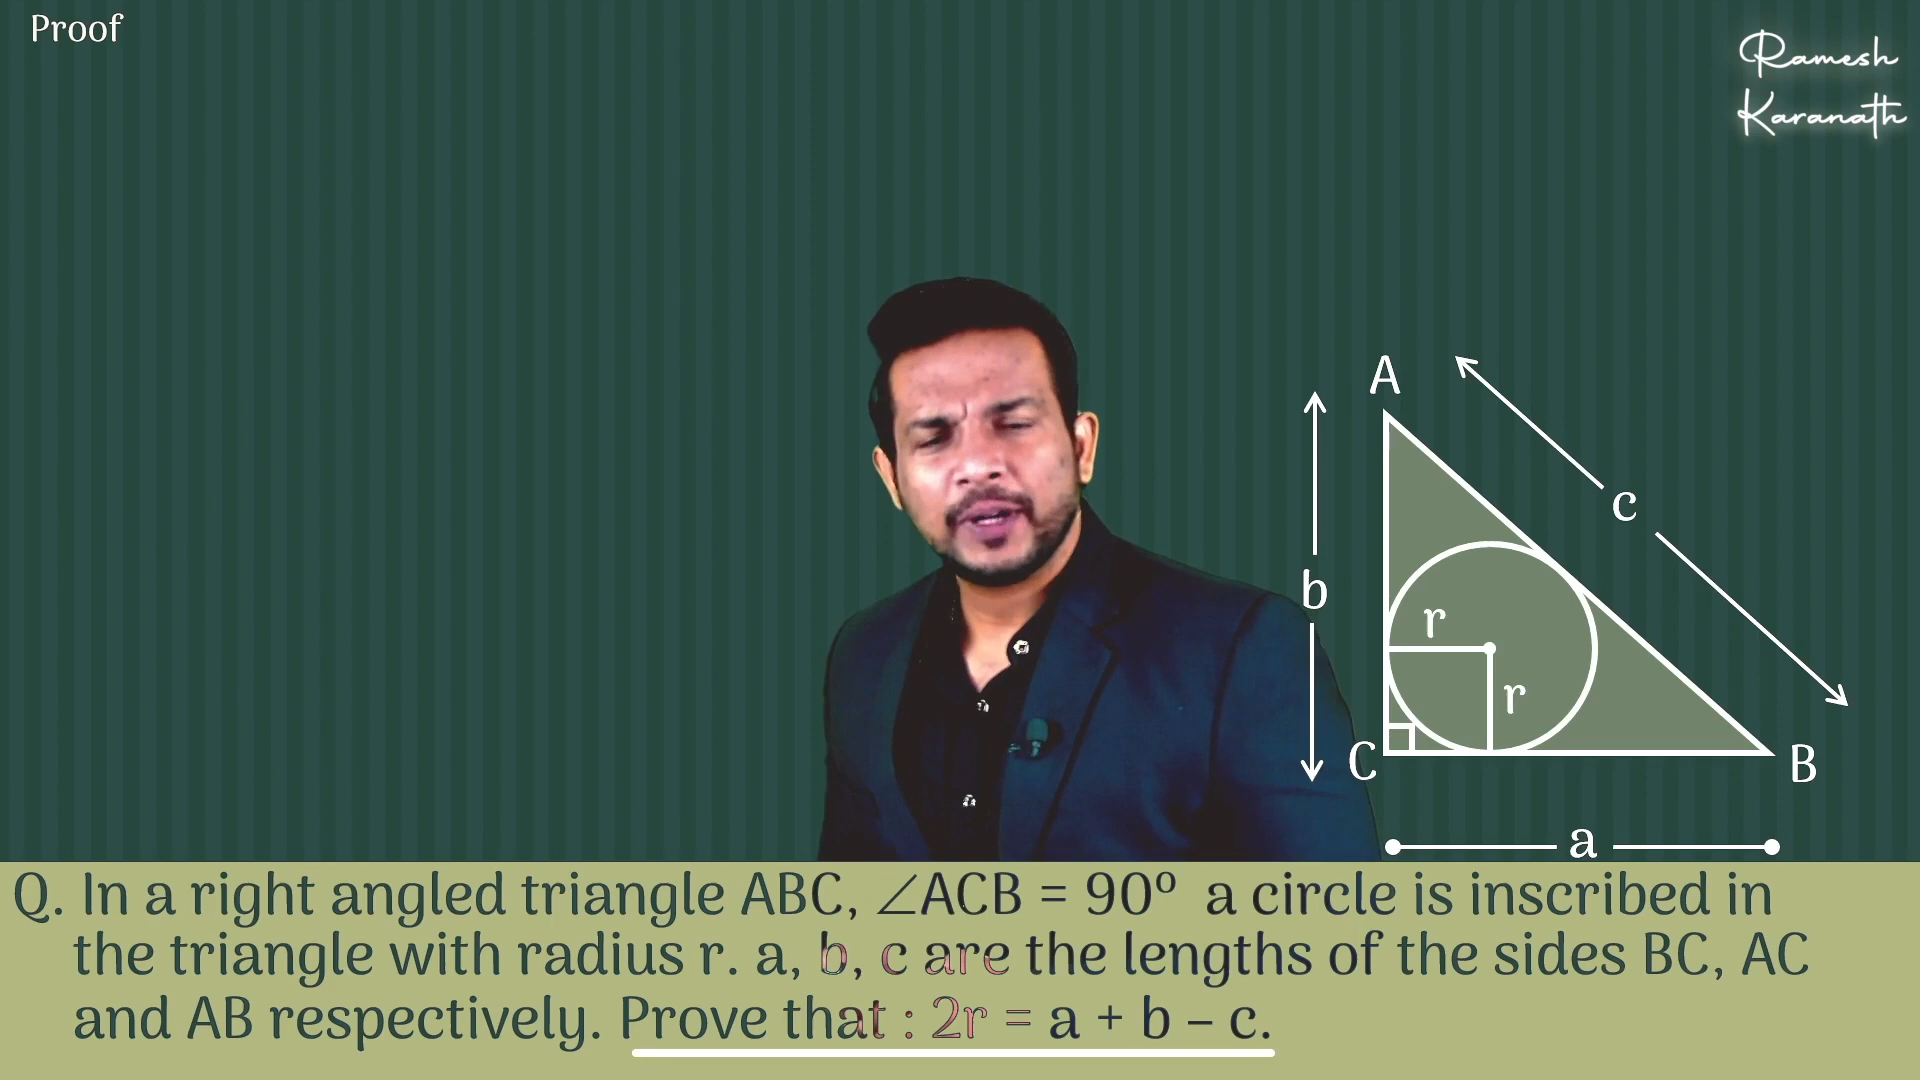 Proof
Ramesh
Karanath
A
c
b
r
r
C
B
a
Q. In a right angled triangle ABC, ∠ACB = 90º a circle is inscribed in
the triangle with radius r. a, b, c are the lengths of the sides BC, AC
and AB respectively. Prove that : 2r = a + b – c.